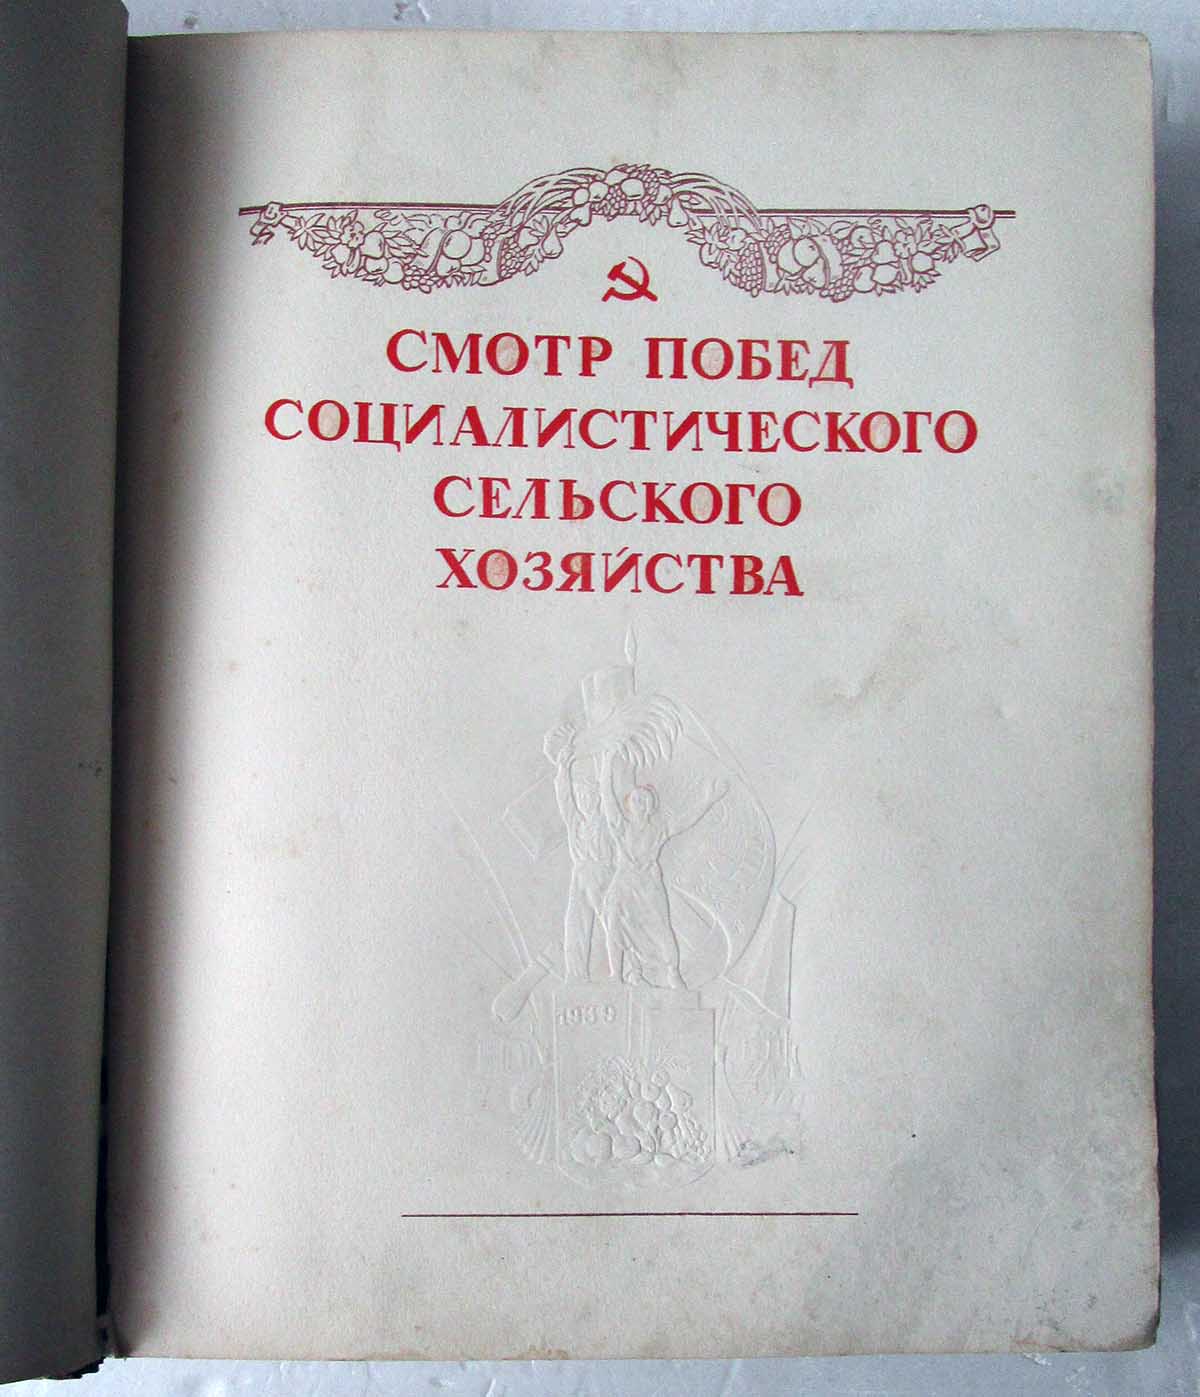 СМОТР ПОБЕД
СОЦИАЛИСТИЧЕСКОГО
СЕЛЬСКОГО
ХОЗЯЙСТВА
1939